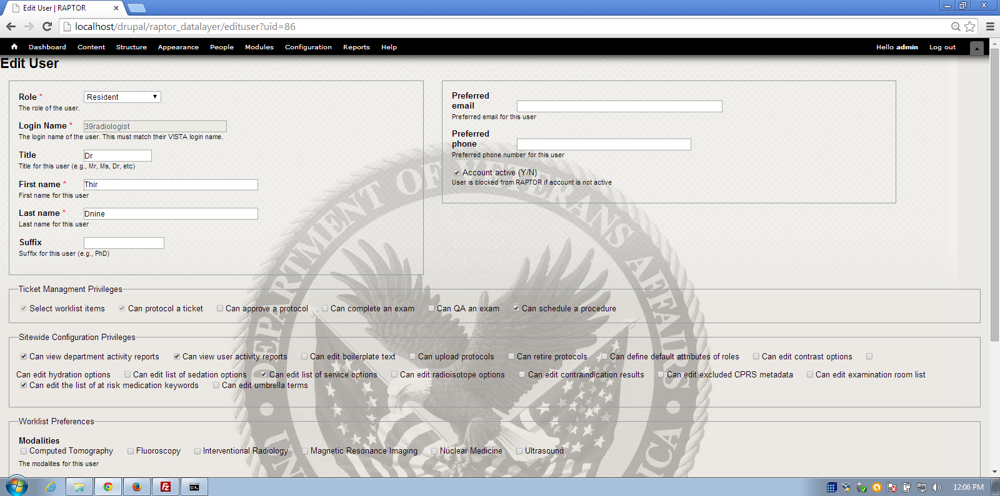 Edit User | RAPTOR
localhost/drupal/raptor_datalayer/edituser?uid=86
Dashboard Content Structure Appearance People Modules Configuration Reports Help Hello admin Log out
Edit User
Role *
Resident
The role of the user.
Login Name *
39radiologist
The login name of the user. This must match their VISTA login name.
Title
Dr
Title for this user (e.g., Mr, Ms, Dr, etc)
First name *
Thir
First name for this user
Last name *
Dnine
Last name for this user
Suffix
Suffix for this user (e.g., PhD)
Preferred
email
Preferred email for this user
Preferred
phone
Preferred phone number for this user
Account active (Y/N)
User is blocked from RAPTOR if account is not active
DEPARTMENT OF VETERANS AFFAIRS
Ticket Managment Privileges
Select worklist items Can protocol a ticket Can approve a protocol Can complete an exam Can QA an exam Can schedule a procedure
Sitewide Configuration Privileges
Can view department activity reports Can view user activity reports Can edit boilerplate text Can upload protocols Can retire protocols Can define default attributes of roles Can edit contrast options
Can edit hydration options Can edit list of sedation options Can edit list of service options Can edit radioisotope options Can edit contraindication results Can edit excluded CPRS metadata Can edit examination room list
Can edit the list of at risk medication keywords Can edit umbrella terms
Worklist Preferences
Modalities
Computed Tomography Fluoroscopy Interventional Radiology Magnetic Resonance Imaging Nuclear Medicine Ultrasound
The modalites for this user
12:06 PM